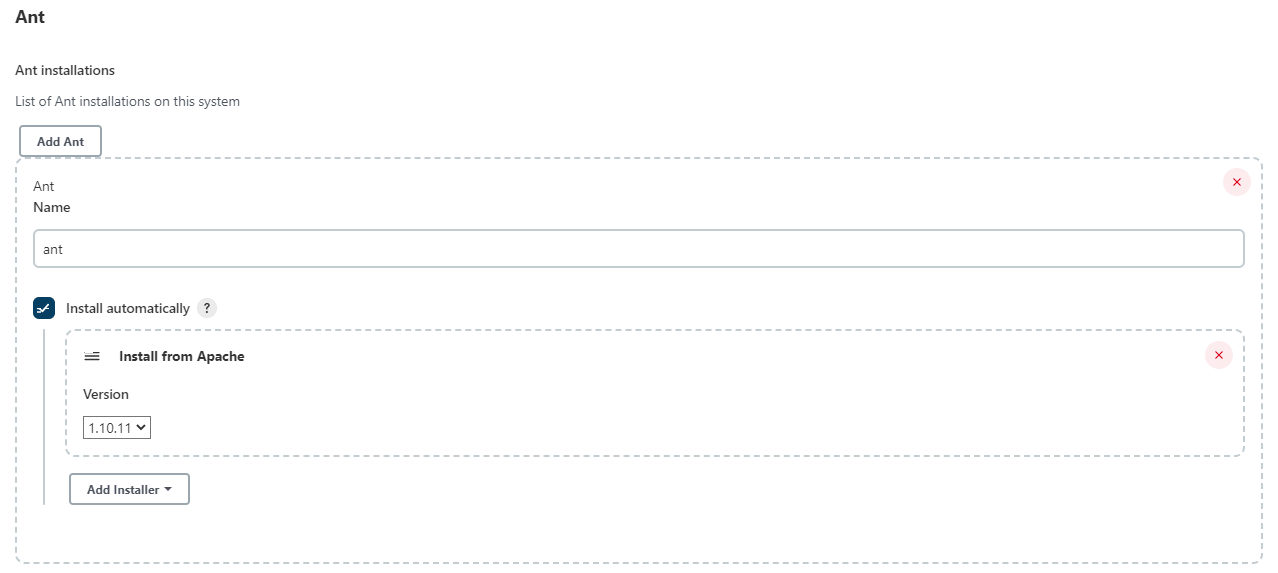 Ant
Ant installations
List of Ant installations on this system
Add Ant
Ant
Name
ant
Install automatically ?
Install from Apache
Version
1.10.11
Add Installer